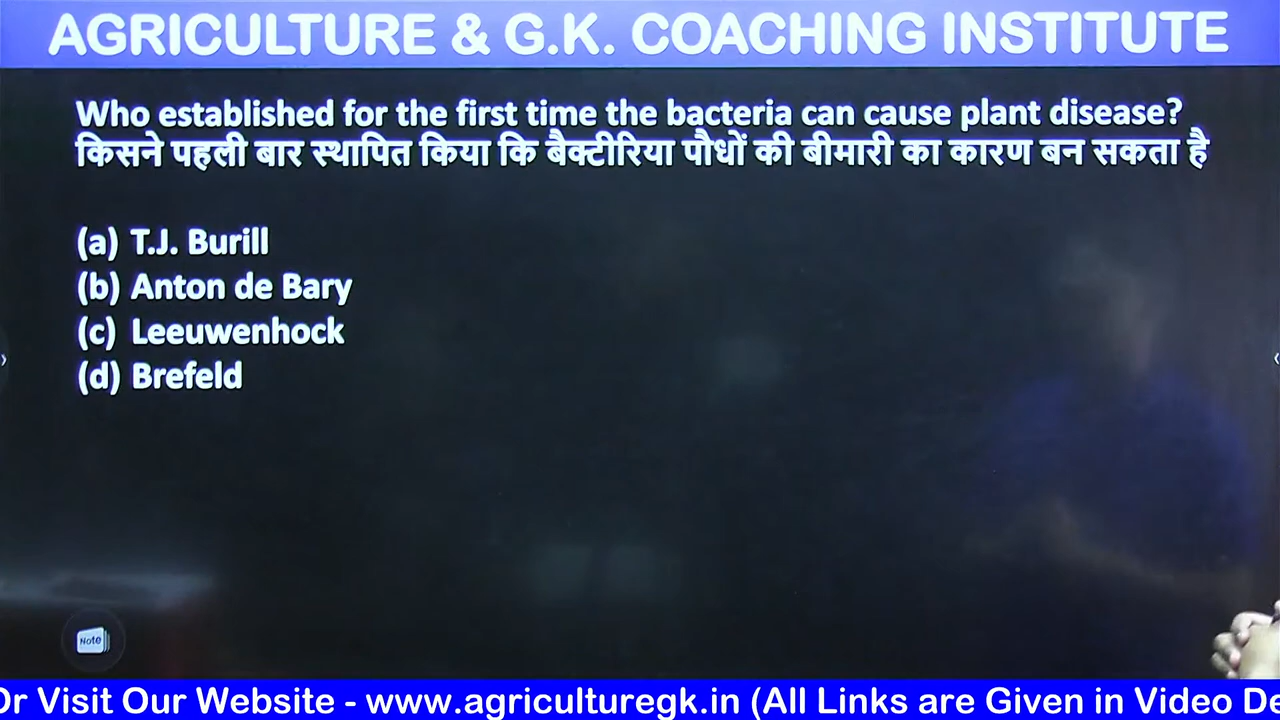 AGRICULTURE & G.K. COACHING INSTITUTE
Who established for the first time the bacteria can cause plant disease?
किसने पहली बार स्थापित किया कि बैक्टीरिया पौधों की बीमारी का कारण बन सकता है
(a) T.J. Burill
(b) Anton de Bary
(c) Leeuwenhock
(d) Brefeld
Note
Or Visit Our Website - www.agriculturegk.in (All Links are Given in Video De